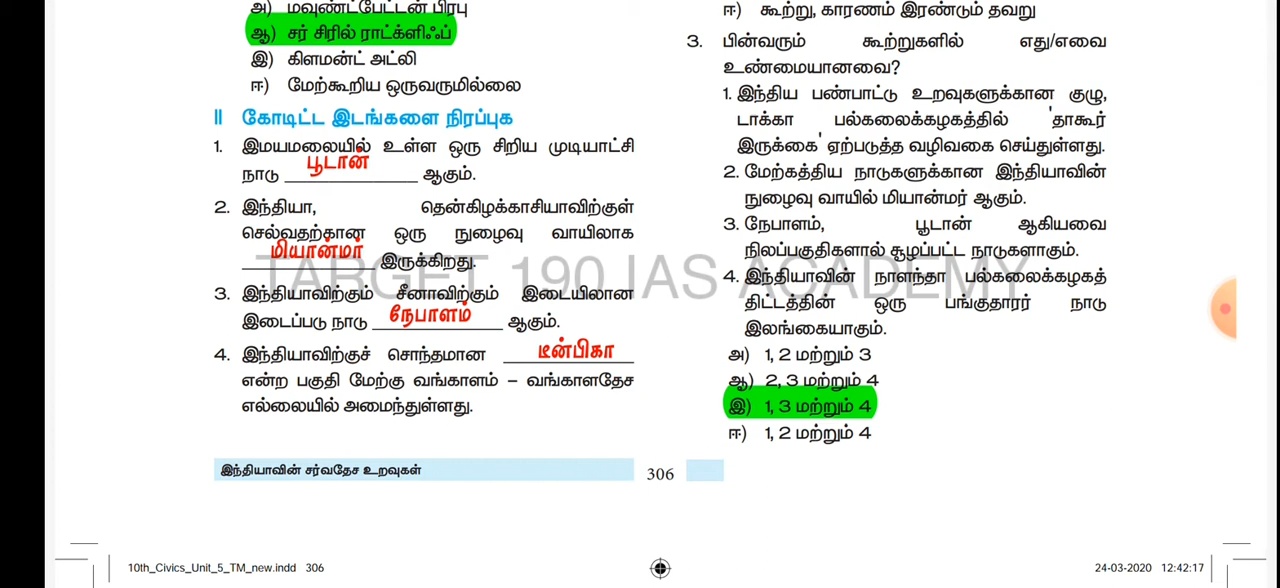 அ) மவுண்ட்பேட்டன் பிரபு
ஆ) சர் சிரில் ராட்க்ளிஃப்
இ) கிளமன்ட் அட்லி
ஈ) மேற்கூறிய ஒருவருமில்லை
II கோடிட்ட இடங்களை நிரப்புக
1. இமயமலையில் உள்ள ஒரு சிறிய முடியாட்சி
நாடு பூடான் ஆகும்.
2. இந்தியா, தென்கிழக்காசியாவிற்குள்
செல்வதற்கான ஒரு நுழைவு வாயிலாக
மியான்மர் இருக்கிறது.
3. இந்தியாவிற்கும் சீனாவிற்கும் இடையிலான
இடைப்படு நாடு நேபாளம் ஆகும்.
4. இந்தியாவிற்குச் சொந்தமான டீன்பிகா
என்ற பகுதி மேற்கு வங்காளம் – வங்காளதேச
எல்லையில் அமைந்துள்ளது.
ஈ) கூற்று, காரணம் இரண்டும் தவறு
3. பின்வரும் கூற்றுகளில் எது/எவை
உண்மையானவை?
1. இந்திய பண்பாட்டு உறவுகளுக்கான குழு,
டாக்கா பல்கலைக்கழகத்தில் 'தாகூர்
இருக்கை' ஏற்படுத்த வழிவகை செய்துள்ளது.
2. மேற்கத்திய நாடுகளுக்கான இந்தியாவின்
நுழைவு வாயில் மியான்மர் ஆகும்.
3. நேபாளம், பூடான் ஆகியவை
நிலப்பகுதிகளால் சூழப்பட்ட நாடுகளாகும்.
4. இந்தியாவின் நாளந்தா பல்கலைக்கழகத்
திட்டத்தின் ஒரு பங்குதாரர் நாடு
இலங்கையாகும்.
அ) 1, 2 மற்றும் 3
ஆ) 2, 3 மற்றும் 4
இ) 1, 3 மற்றும் 4
ஈ) 1, 2 மற்றும் 4
TARGET 190 IAS ACADEMY
இந்தியாவின் சர்வதேச உறவுகள்
306
10th_Civics_Unit_5_TM_new.indd 306
24-03-2020 12:42:17